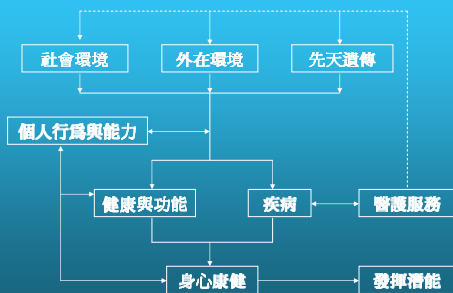 社會環境
外在環境
先天遺傳
個人行爲與能力
健康與功能
疾病
醫護服務
身心康健
發揮潛能